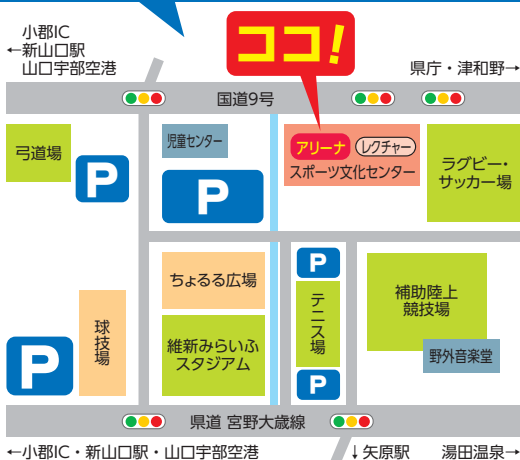 小郡IC
←新山口駅
山口宇部空港
ココ!
県庁・津和野→
国道9号
弓道場
P
児童センター
P
アリーナ
レクチャー
スポーツ文化センター
ラグビー・
サッカー場
ちょるる広場
P
テニス場
P
補助陸上
競技場
野外音楽堂
球技場
P
維新みらいふ
スタジアム
県道 宮野大歳線
←小郡IC・新山口駅・山口宇部空港
↓矢原駅
湯田温泉→